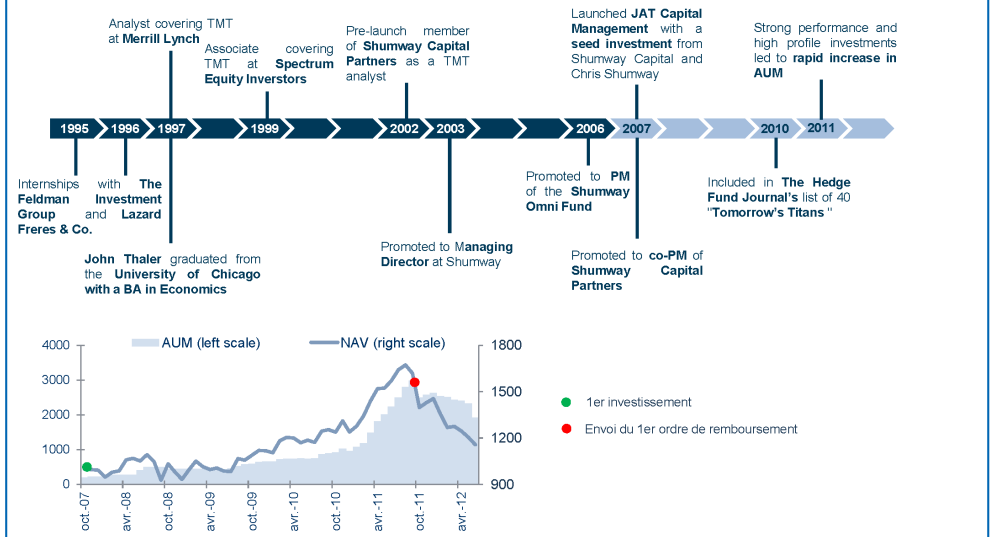 Analyst covering TMT
at Merrill Lynch
Associate covering
TMT at Spectrum
Equity Inverstors
Pre-launch member
of Shumway Capital
Partners as a TMT
analyst
Launched JAT Capital
Management with a
seed investment from
Shumway Capital and
Chris Shumway
Strong performance and
high profile investments
led to rapid increase in
AUM
1995 1996 1997 1999 2002 2003 2006 2007 2010 2011
Internships with The
Feldman Investment
Group and Lazard
Freres & Co.
John Thaler graduated from
the University of Chicago
with a BA in Economics
Promoted to Managing
Director at Shumway
Promoted to PM
of the Shumway
Omni Fund
Promoted to co-PM of
Shumway Capital
Partners
Included in The Hedge
Fund Journal's list of 40
"Tomorrow's Titans "
AUM (left scale) NAV (right scale)
4000
3000
2000
1000
0
1800
1500
1200
900
oct.-07
avr.-08
oct.-08
avr.-09
oct.-09
avr.-10
oct.-10
avr.-11
oct.-11
avr.-12
1er investissement
Envoi du 1er ordre de remboursement